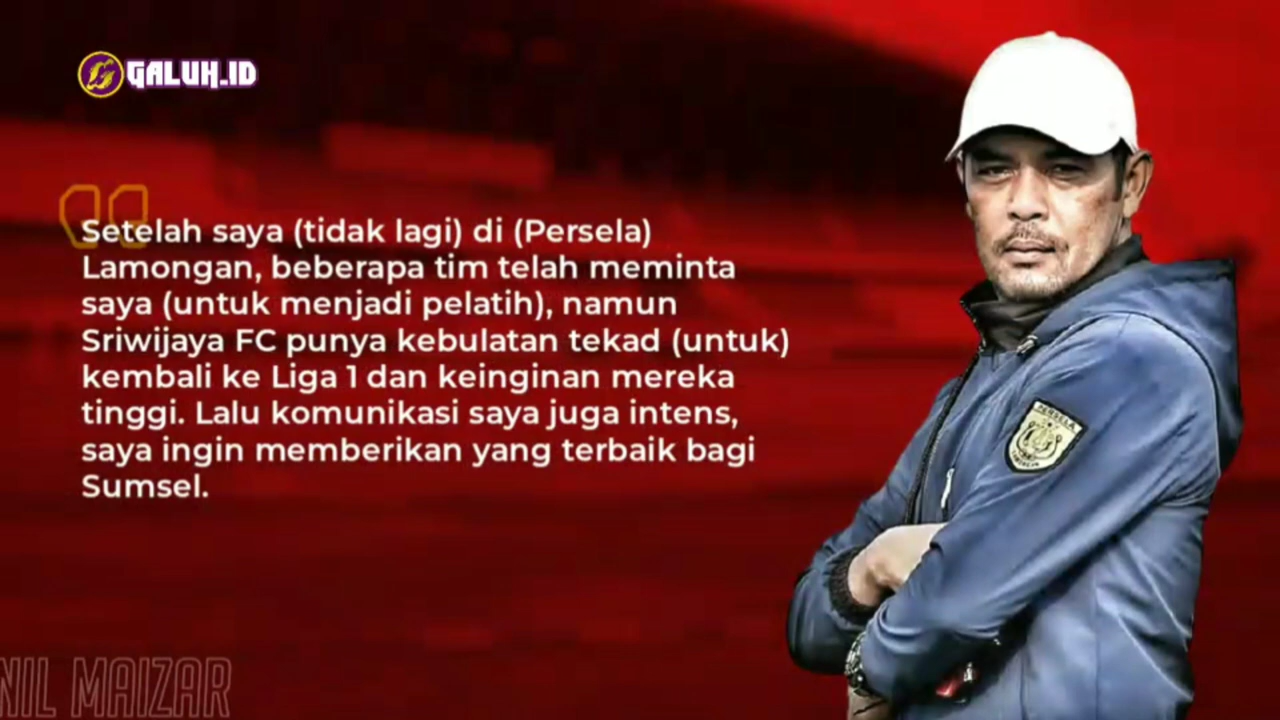 GALUH.ID
Setelah saya (tidak lagi) di (Persela)
Lamongan, beberapa tim telah meminta
saya (untuk menjadi pelatih), namun
Sriwijaya FC punya kebulatan tekad (untuk)
kembali ke Liga 1 dan keinginan mereka
tinggi. Lalu komunikasi saya juga intens,
saya ingin memberikan yang terbaik bagi
Sumsel.
PERSELA
NIL MAIZAR